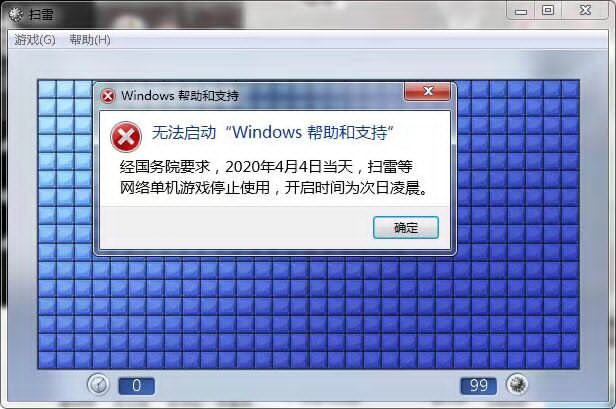 扫雷
游戏(G) 帮助(H)
Windows 帮助和支持
无法启动“Windows 帮助和支持”
经国务院要求，2020年4月4日当天，扫雷等
网络单机游戏停止使用，开启时间为次日凌晨。
确定
0 99